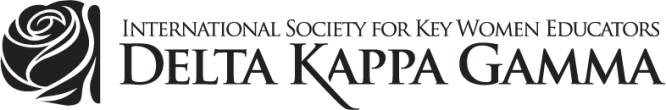 International Society for Key Women Educators
Delta Kappa Gamma